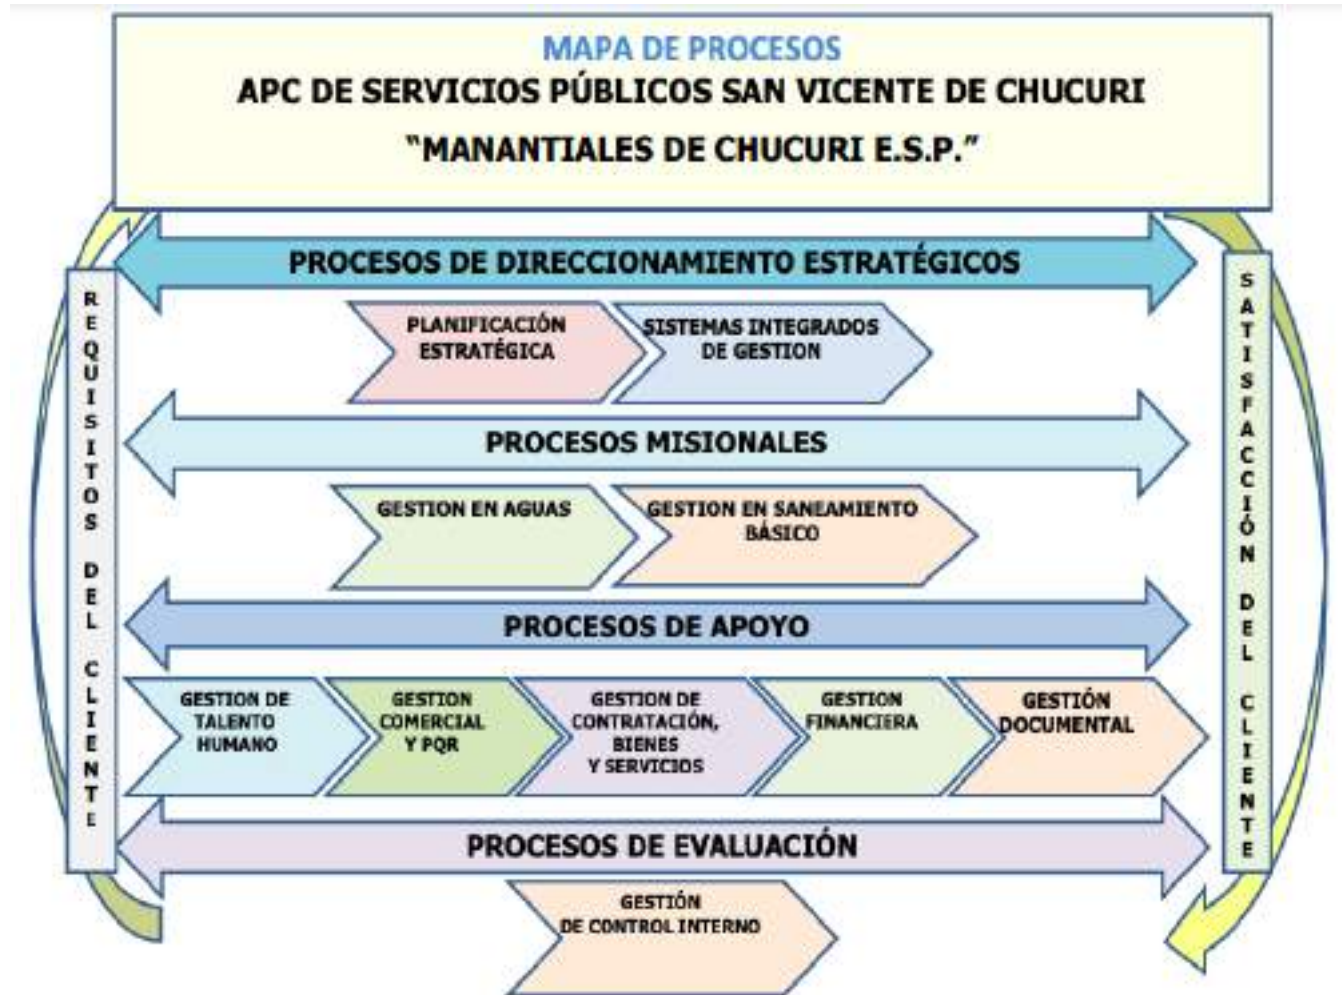 MAPA DE PROCESOS
APC DE SERVICIOS PÚBLICOS SAN VICENTE DE CHUCURI
“MANANTIALES DE CHUCURI E.S.P.”
REQUISITOS DEL CLIENTE
PROCESOS DE DIRECCIONAMIENTO ESTRATÉGICOS
PLANIFICACIÓN
ESTRATÉGICA
SISTEMAS INTEGRADOS
DE GESTION
PROCESOS MISIONALES
GESTION EN AGUAS
GESTION EN SANEAMIENTO
BÁSICO
PROCESOS DE APOYO
GESTION DE
TALENTO
HUMANO
GESTION
COMERCIAL
Y PQR
GESTION DE
CONTRATACIÓN,
BIENES
Y SERVICIOS
GESTION
FINANCIERA
GESTIÓN
DOCUMENTAL
PROCESOS DE EVALUACIÓN
GESTIÓN
DE CONTROL INTERNO
SATISFACCIÓN DEL CLIENTE